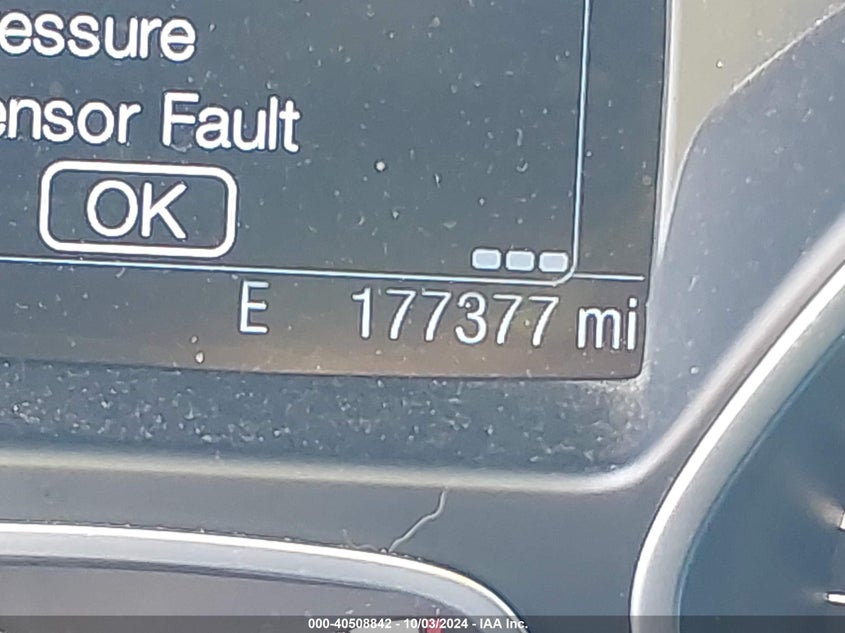 essure
ensor Fault
OK
E 177377 mi
000-40508842 - 10/03/2024 - IAA Inc.